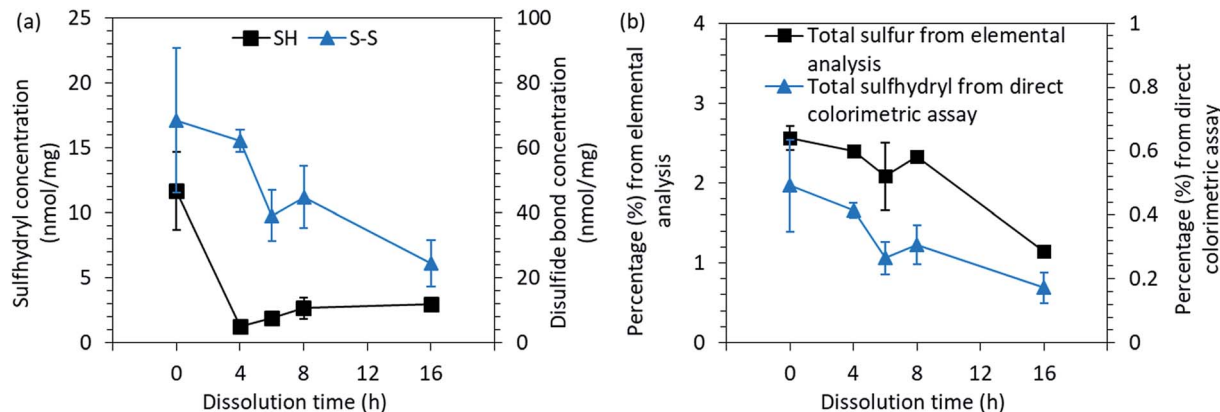 (a)
SH
S-S
Sulfhydryl concentration
(nmol/mg)
25
20
15
10
5
0
100
80
60
40
20
0
Disulfide bond concentration
(nmol/mg)
0 4 8 12 16
Dissolution time (h)
(b)
Total sulfur from elemental
analysis
Total sulfhydryl from direct
colorimetric assay
Percentage (%) from elemental
analysis
4
3
2
1
0
1
0.8
0.6
0.4
0.2
0
Percentage (%) from direct
colorimetric assay
0 4 8 12 16
Dissolution time (h)